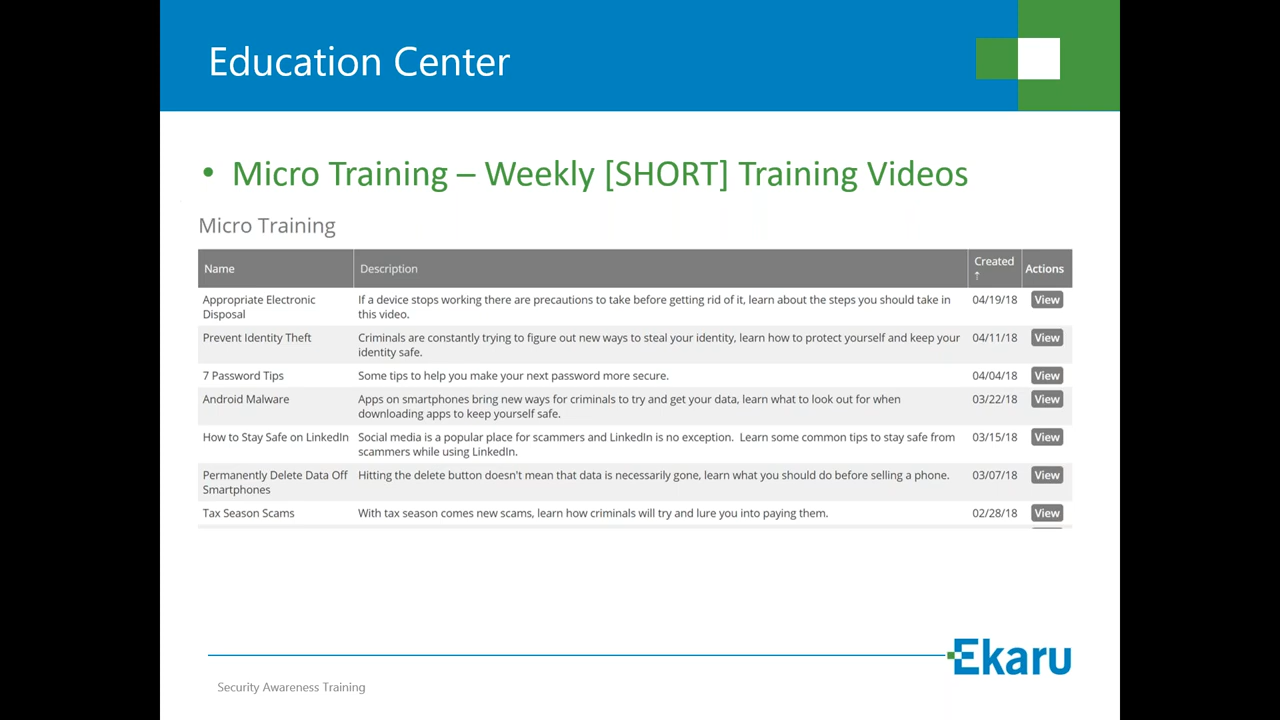 Education Center
• Micro Training – Weekly [SHORT] Training Videos
Micro Training
Name Description Created ↑ Actions
Appropriate Electronic Disposal If a device stops working there are precautions to take before getting rid of it, learn about the steps you should take in this video. 04/19/18 View
Prevent Identity Theft Criminals are constantly trying to figure out new ways to steal your identity, learn how to protect yourself and keep your identity safe. 04/11/18 View
7 Password Tips Some tips to help you make your next password more secure. 04/04/18 View
Android Malware Apps on smartphones bring new ways for criminals to try and get your data, learn what to look out for when downloading apps to keep yourself safe. 03/22/18 View
How to Stay Safe on LinkedIn Social media is a popular place for scammers and LinkedIn is no exception. Learn some common tips to stay safe from scammers while using LinkedIn. 03/15/18 View
Permanently Delete Data Off Smartphones Hitting the delete button doesn't mean that data is necessarily gone, learn what you should do before selling a phone. 03/07/18 View
Tax Season Scams With tax season comes new scams, learn how criminals will try and lure you into paying them. 02/28/18 View
Ekaru
Security Awareness Training